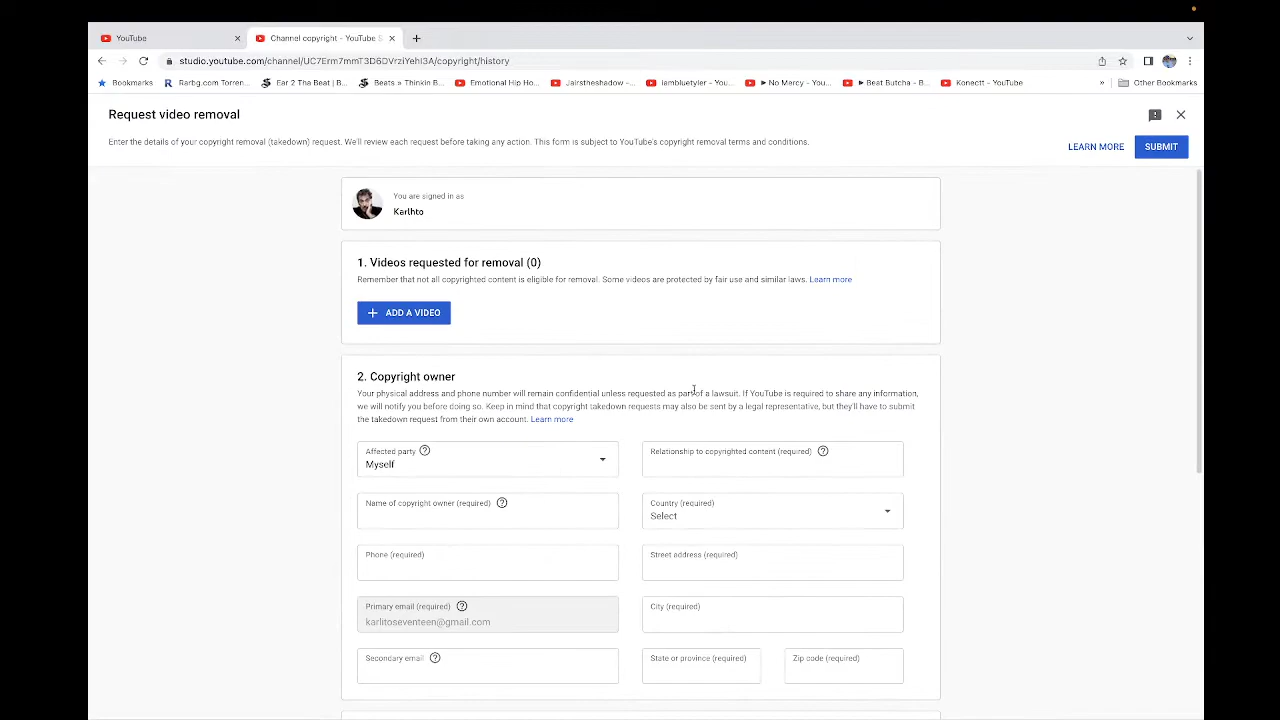 YouTube
Channel copyright - YouTube S
studio.youtube.com/channel/UC7Erm7mmT3D6DVrziYehI3A/copyright/history
Bookmarks
Rarbg.com Torren...
Ear 2 The Beat | B...
Beats » Thinkin B...
Emotional Hip Ho...
Jairstheshadow -...
iambluetyler - You...
► No Mercy - You...
► Beat Butcha - B...
Konectt - YouTube
»
Other Bookmarks
Request video removal
Enter the details of your copyright removal (takedown) request. We'll review each request before taking any action. This form is subject to YouTube's copyright removal terms and conditions.
LEARN MORE
SUBMIT
You are signed in as
Karlhto
1. Videos requested for removal (0)
Remember that not all copyrighted content is eligible for removal. Some videos are protected by fair use and similar laws. Learn more
+ ADD A VIDEO
2. Copyright owner
Your physical address and phone number will remain confidential unless requested as part of a lawsuit. If YouTube is required to share any information,
we will notify you before doing so. Keep in mind that copyright takedown requests may also be sent by a legal representative, but they'll have to submit
the takedown request from their own account. Learn more
Affected party
Myself
Relationship to copyrighted content (required)
Name of copyright owner (required)
Country (required)
Select
Phone (required)
Street address (required)
Primary email (required)
karlitoseventeen@gmail.com
City (required)
Secondary email
State or province (required)
Zip code (required)